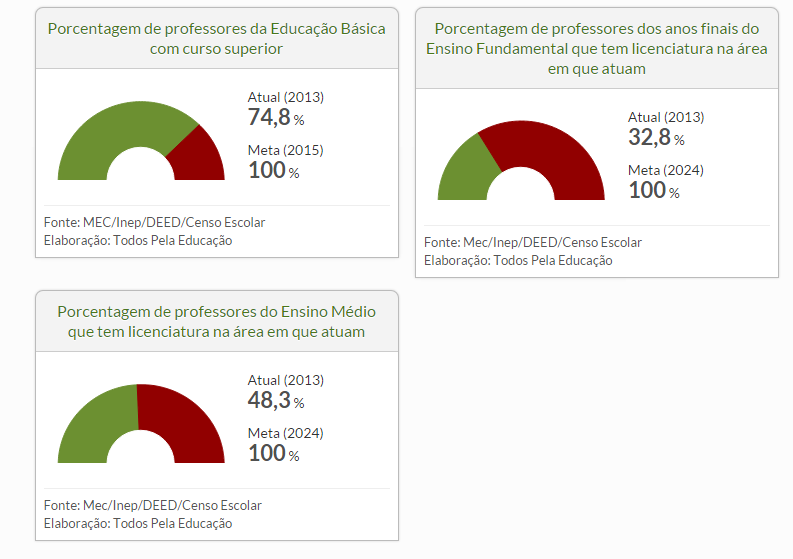 Porcentagem de professores da Educação Básica
com curso superior
Atual (2013)
74,8 %
Meta (2015)
100 %
Fonte: MEC/Inep/DEED/Censo Escolar
Elaboração: Todos Pela Educação
Porcentagem de professores dos anos finais do
Ensino Fundamental que tem licenciatura na área
em que atuam
Atual (2013)
32,8 %
Meta (2024)
100 %
Fonte: Mec/Inep/DEED/Censo Escolar
Elaboração: Todos Pela Educação
Porcentagem de professores do Ensino Médio
que tem licenciatura na área em que atuam
Atual (2013)
48,3 %
Meta (2024)
100 %
Fonte: Mec/Inep/DEED/Censo Escolar
Elaboração: Todos Pela Educação